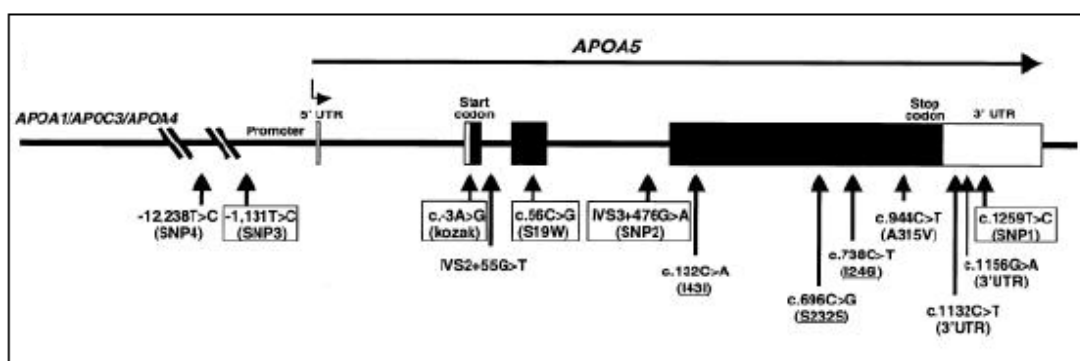 APOA5
APOA1/APOC3/APOA4
Promoter
5' UTR
Start
codon
Stop
codon
3' UTR
-12,238T>C
(SNP4)
-1,131T>C
(SNP3)
c.-3A>G
(kozak)
IVS2+55G>T
c.56C>G
(S19W)
IVS3+476G>A
(SNP2)
c.132C>A
(I43I)
c.696C>G
(S232S)
c.738C>T
(I246I)
c.944C>T
(A315V)
c.1132C>T
(3'UTR)
c.1156G>A
(3'UTR)
c.1259T>C
(SNP1)